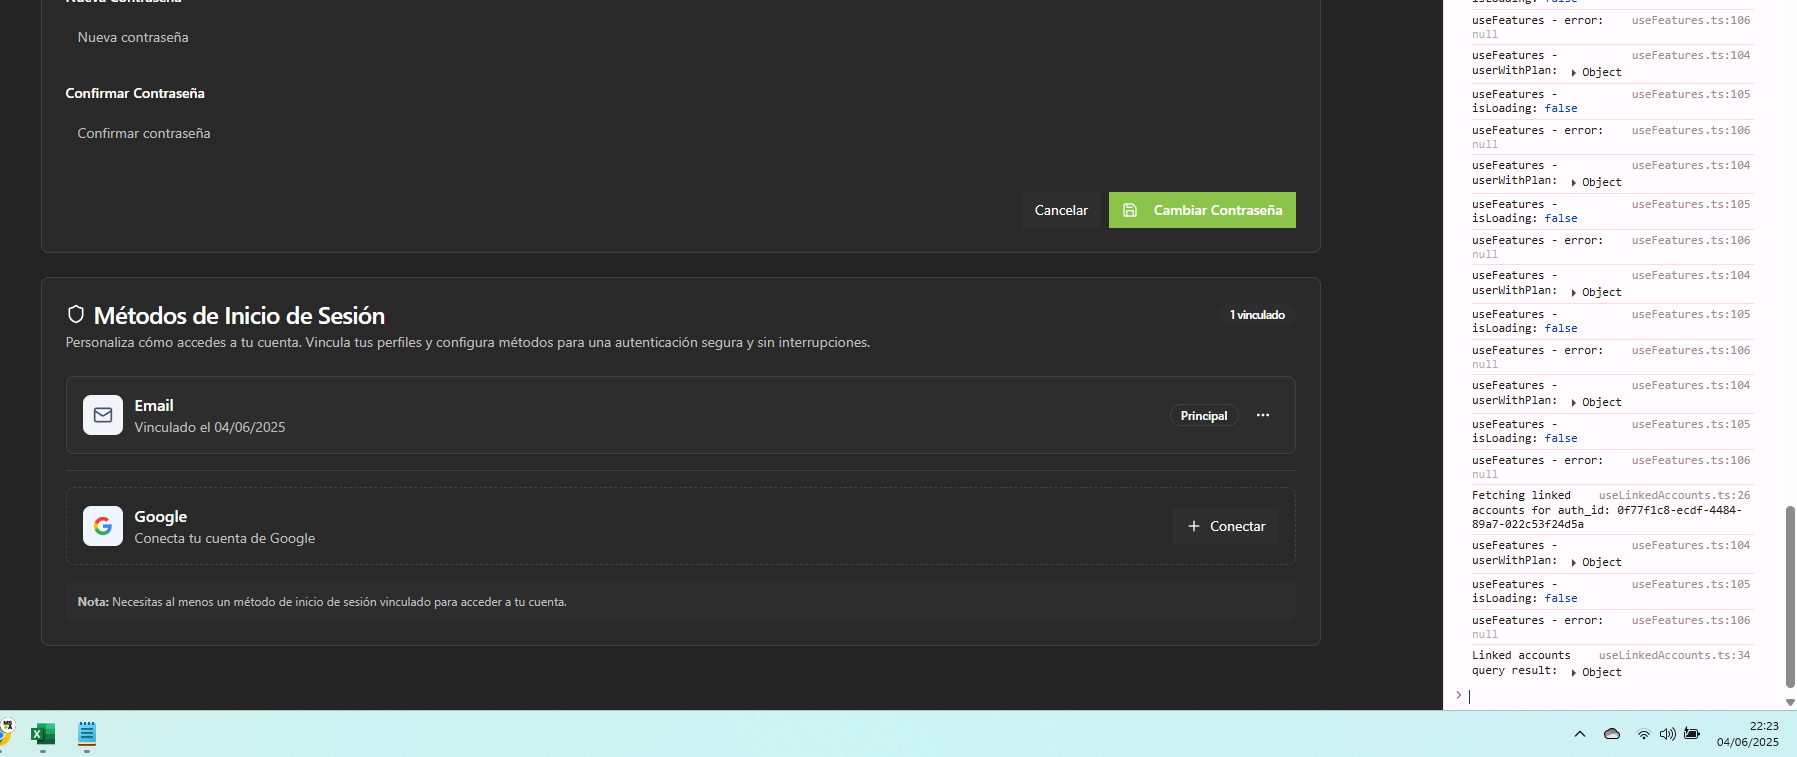 Nueva Contraseña
Nueva contraseña
Confirmar Contraseña
Confirmar contraseña
Cancelar
Cambiar Contraseña
Métodos de Inicio de Sesión
1 vinculado
Personaliza cómo accedes a tu cuenta. Vincula tus perfiles y configura métodos para una autenticación segura y sin interrupciones.
Email
Vinculado el 04/06/2025
Principal
Google
Conecta tu cuenta de Google
Conectar
Nota: Necesitas al menos un método de inicio de sesión vinculado para acceder a tu cuenta.
isLoading: false
useFeatures - error: useFeatures.ts:106
null
useFeatures - useFeatures.ts:104
userWithPlan: Object
useFeatures - useFeatures.ts:105
isLoading: false
useFeatures - error: useFeatures.ts:106
null
useFeatures - useFeatures.ts:104
userWithPlan: Object
useFeatures - useFeatures.ts:105
isLoading: false
useFeatures - error: useFeatures.ts:106
null
useFeatures - useFeatures.ts:104
userWithPlan: Object
useFeatures - useFeatures.ts:105
isLoading: false
useFeatures - error: useFeatures.ts:106
null
useFeatures - useFeatures.ts:104
userWithPlan: Object
useFeatures - useFeatures.ts:105
isLoading: false
useFeatures - error: useFeatures.ts:106
null
Fetching linked useLinkedAccounts.ts:26
accounts for auth_id: 0f77f1c8-ecdf-4484-
89a7-022c53f24d5a
useFeatures - useFeatures.ts:104
userWithPlan: Object
useFeatures - useFeatures.ts:105
isLoading: false
useFeatures - error: useFeatures.ts:106
null
Linked accounts useLinkedAccounts.ts:34
query result: Object
22:23
04/06/2025